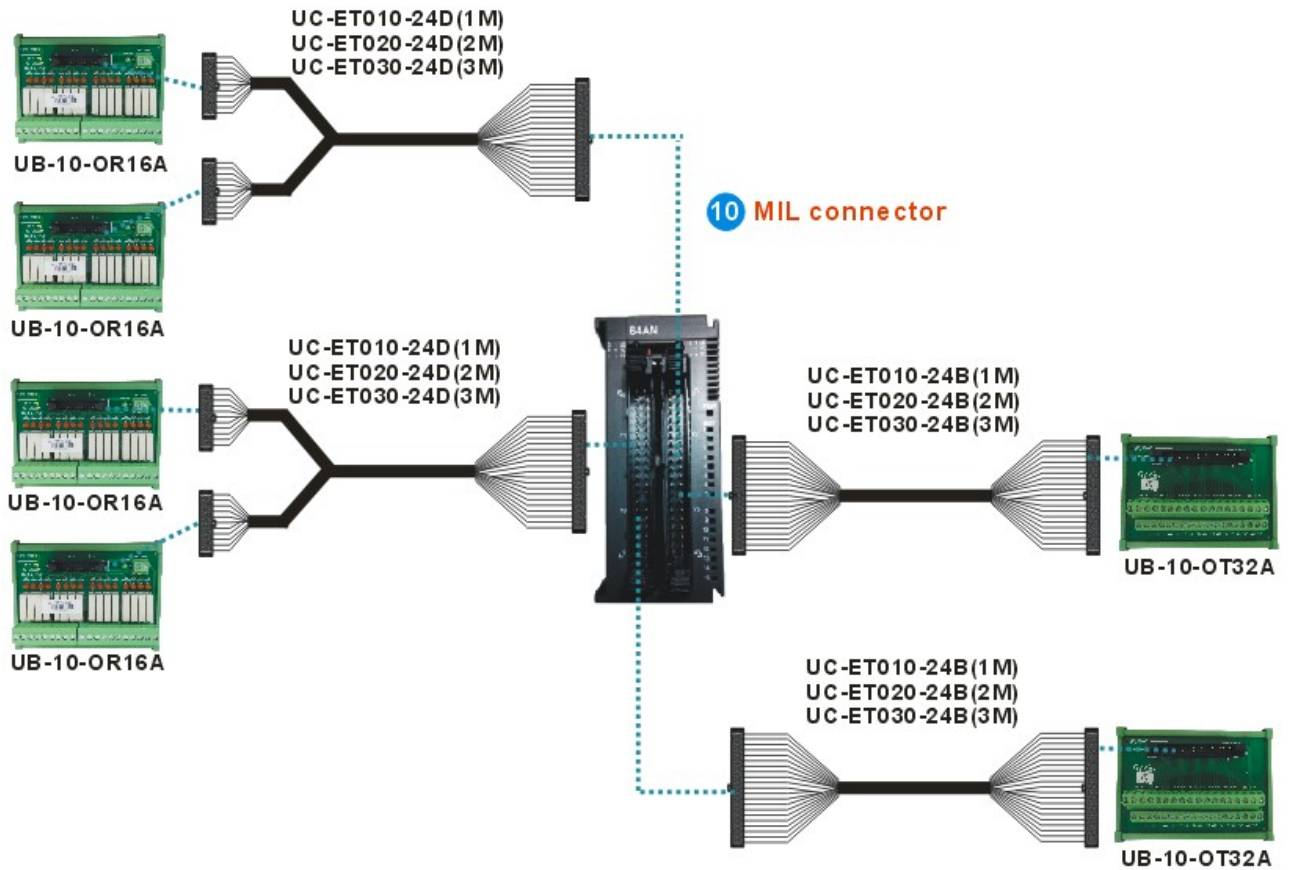 UC-ET010-24D(1M)
UC-ET020-24D(2M)
UC-ET030-24D(3M)
UB-10-OR16A
10 MIL connector
UB-10-OR16A
64AN
UC-ET010-24D(1M)
UC-ET020-24D(2M)
UC-ET030-24D(3M)
UC-ET010-24B(1M)
UC-ET020-24B(2M)
UC-ET030-24B(3M)
UB-10-OR16A
UB-10-OT32A
UB-10-OR16A
UC-ET010-24B(1M)
UC-ET020-24B(2M)
UC-ET030-24B(3M)
UB-10-OT32A